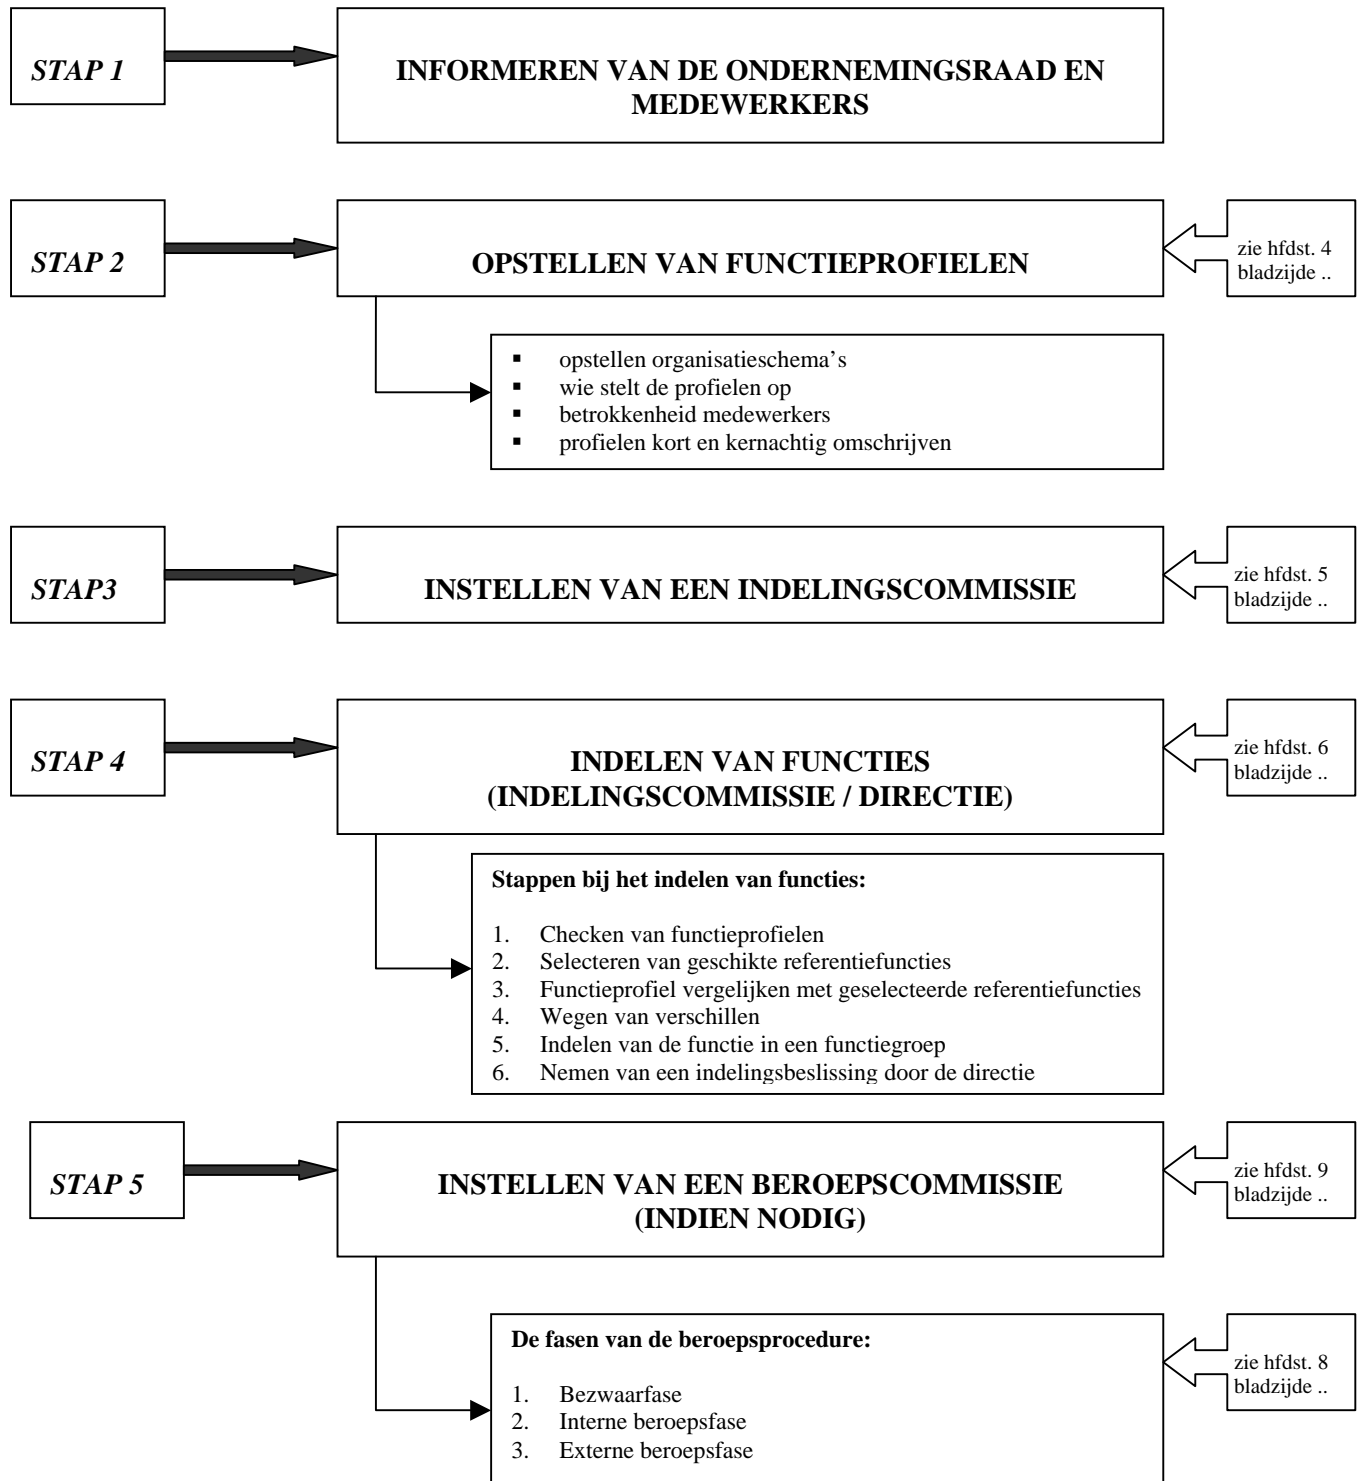 STAP 1
INFORMEREN VAN DE ONDERNEMINGSRAAD EN
MEDEWERKERS
STAP 2
OPSTELLEN VAN FUNCTIEPROFIELEN
zie hfdst. 4
bladzijde ..
▪ opstellen organisatieschema’s
▪ wie stelt de profielen op
▪ betrokkenheid medewerkers
▪ profielen kort en kernachtig omschrijven
STAP3
INSTELLEN VAN EEN INDELINGSCOMMISSIE
zie hfdst. 5
bladzijde ..
STAP 4
INDELEN VAN FUNCTIES
(INDELINGSCOMMISSIE / DIRECTIE)
zie hfdst. 6
bladzijde ..
Stappen bij het indelen van functies:
1. Checken van functieprofielen
2. Selecteren van geschikte referentiefuncties
3. Functieprofiel vergelijken met geselecteerde referentiefuncties
4. Wegen van verschillen
5. Indelen van de functie in een functiegroep
6. Nemen van een indelingsbeslissing door de directie
STAP 5
INSTELLEN VAN EEN BEROEPSCOMMISSIE
(INDIEN NODIG)
zie hfdst. 9
bladzijde ..
De fasen van de beroepsprocedure:
1. Bezwaarfase
2. Interne beroepsfase
3. Externe beroepsfase
zie hfdst. 8
bladzijde ..